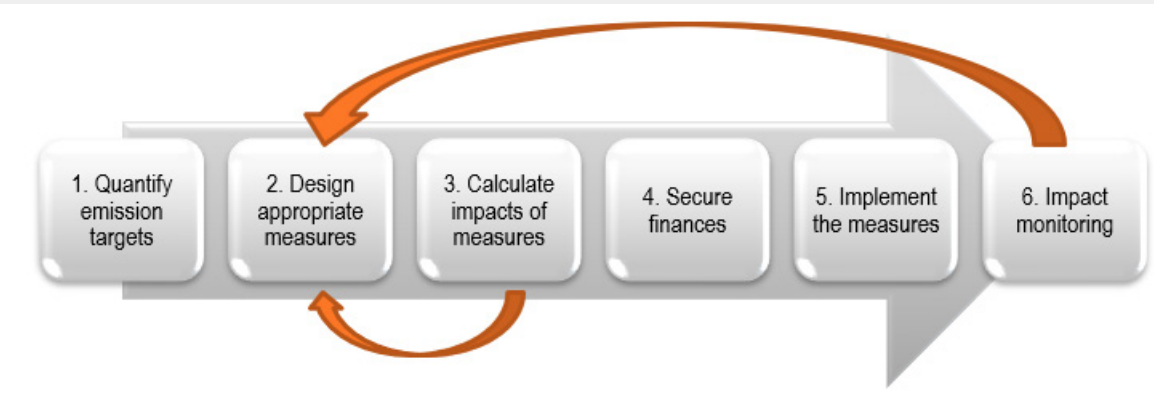 1. Quantify
emission
targets
2. Design
appropriate
measures
3. Calculate
impacts of
measures
4. Secure
finances
5. Implement
the measures
6. Impact
monitoring